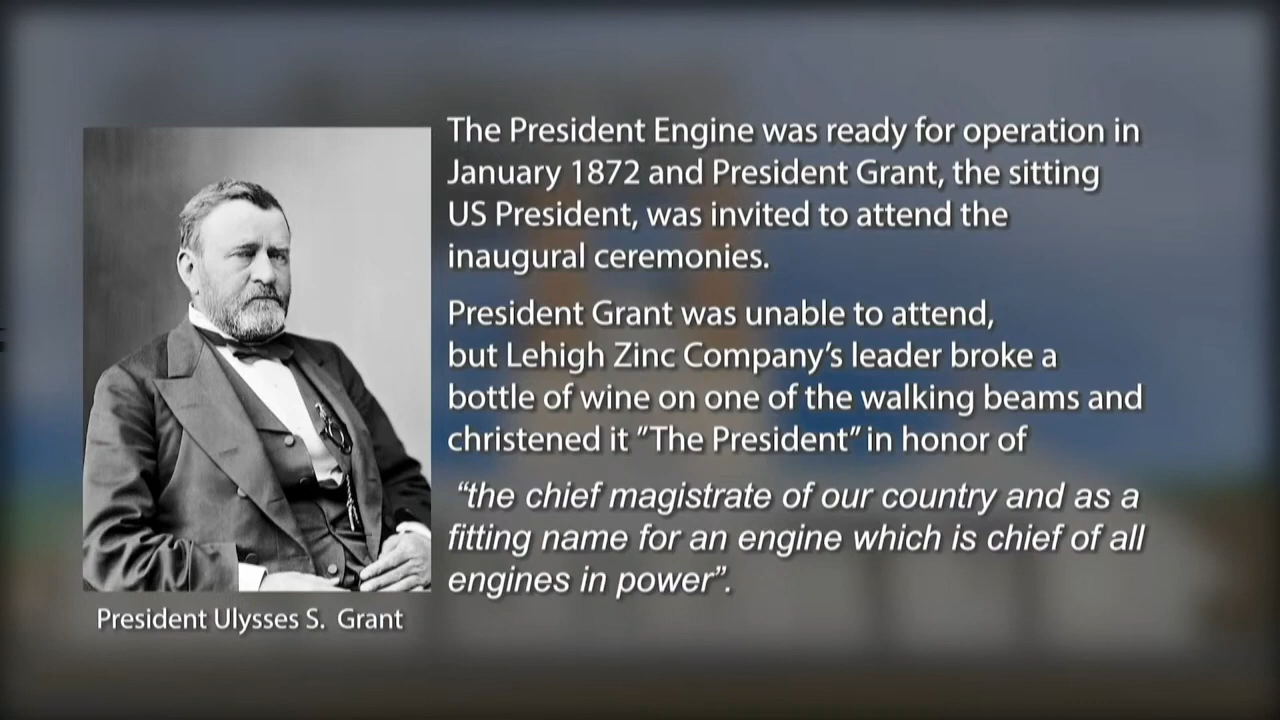 The President Engine was ready for operation in
January 1872 and President Grant, the sitting
US President, was invited to attend the
inaugural ceremonies.
President Grant was unable to attend,
but Lehigh Zinc Company’s leader broke a
bottle of wine on one of the walking beams and
christened it ”The President” in honor of
“the chief magistrate of our country and as a
fitting name for an engine which is chief of all
engines in power”.
President Ulysses S. Grant